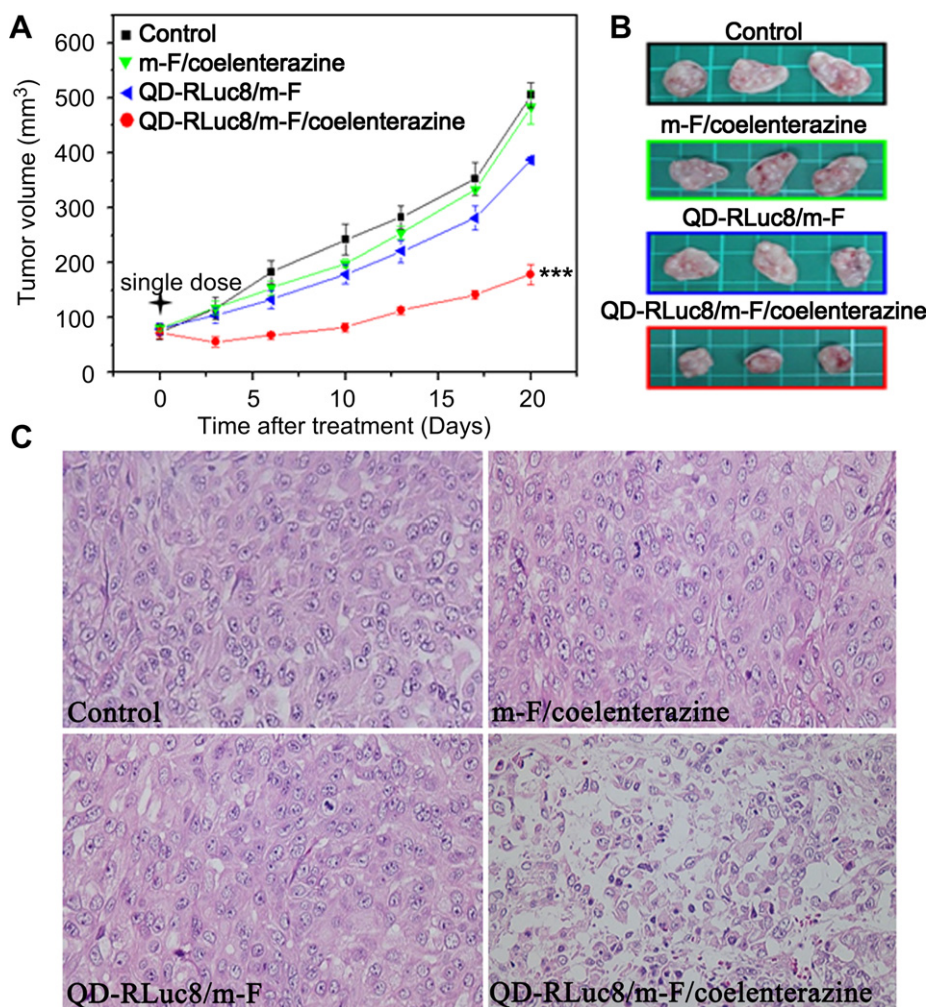 A
600
500
400
300
200
100
0
Tumor volume (mm³)
Control
m-F/coelenterazine
QD-RLuc8/m-F
QD-RLuc8/m-F/coelenterazine
single dose
***
0 5 10 15 20
Time after treatment (Days)
B
Control
m-F/coelenterazine
QD-RLuc8/m-F
QD-RLuc8/m-F/coelenterazine
C
Control
m-F/coelenterazine
QD-RLuc8/m-F
QD-RLuc8/m-F/coelenterazine